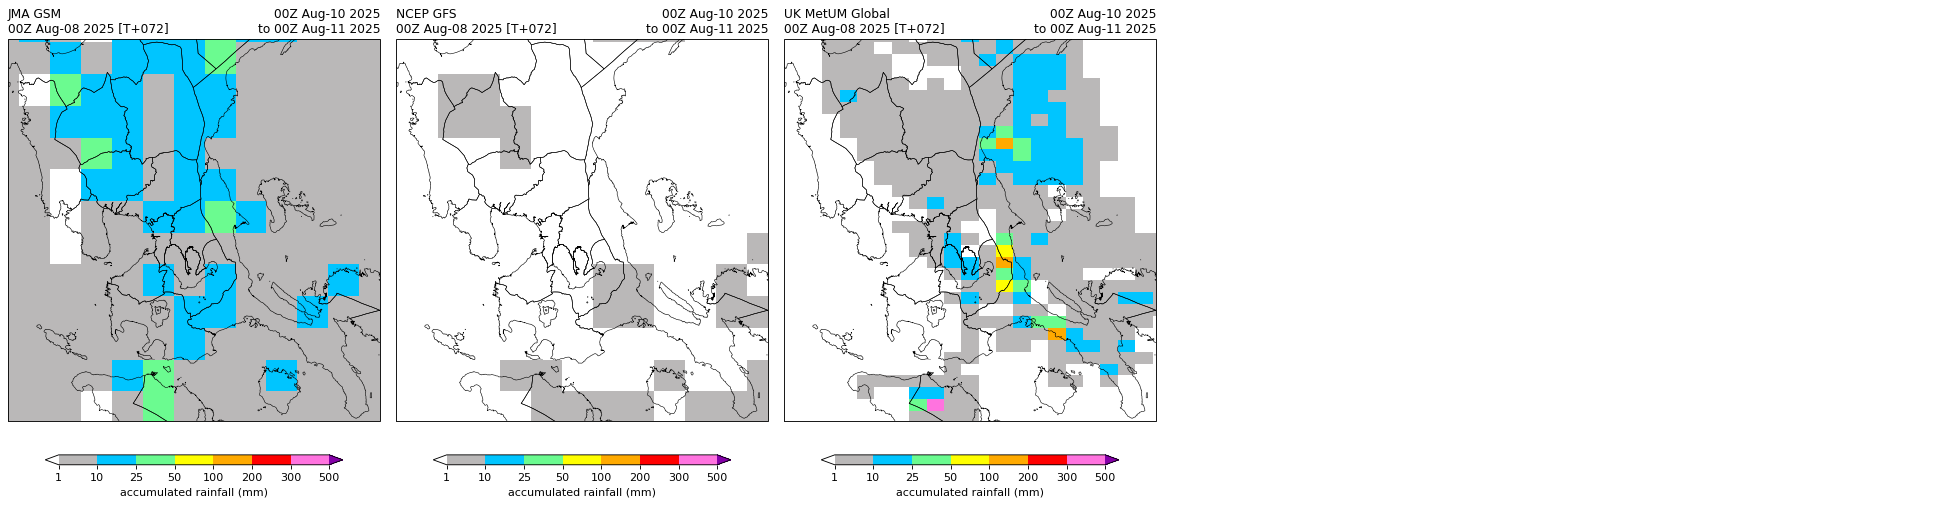 JMA GSM 00Z Aug-10 2025
00Z Aug-08 2025 [T+072] to 00Z Aug-11 2025
1 10 25 50 100 200 300 500
accumulated rainfall (mm)
NCEP GFS 00Z Aug-10 2025
00Z Aug-08 2025 [T+072] to 00Z Aug-11 2025
1 10 25 50 100 200 300 500
accumulated rainfall (mm)
UK MetUM Global 00Z Aug-10 2025
00Z Aug-08 2025 [T+072] to 00Z Aug-11 2025
1 10 25 50 100 200 300 500
accumulated rainfall (mm)